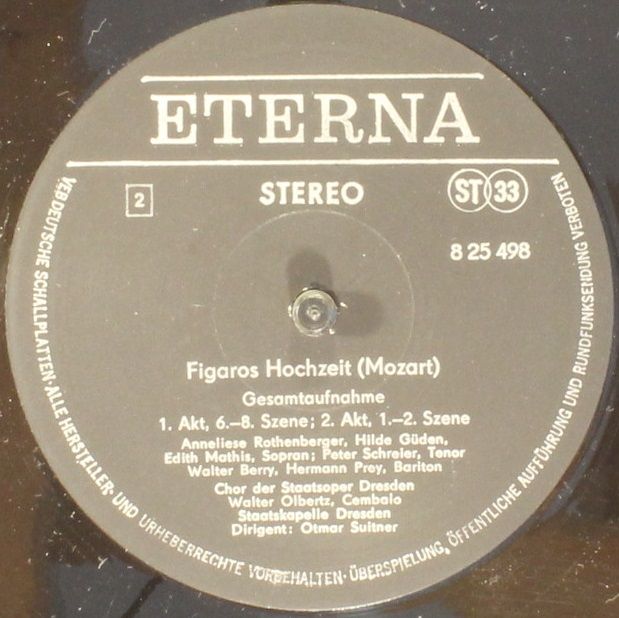 ETERNA
2
STEREO
ST 33
8 25 498
Figaros Hochzeit (Mozart)
Gesamtaufnahme
1. Akt, 6.–8. Szene; 2. Akt, 1.–2. Szene
Anneliese Rothenberger, Hilde Güden,
Edith Mathis, Sopran; Peter Schreier, Tenor
Walter Berry, Hermann Prey, Bariton
Chor der Staatsoper Dresden
Walter Olbertz, Cembalo
Staatskapelle Dresden
Dirigent: Otmar Suitner
VEB DEUTSCHE SCHALLPLATTEN · ALLE HERSTELLER- UND URHEBERRECHTE VORBEHALTEN · ÜBERSPIELUNG, ÖFFENTLICHE AUFFÜHRUNG UND RUNDFUNKSENDUNG VERBOTEN